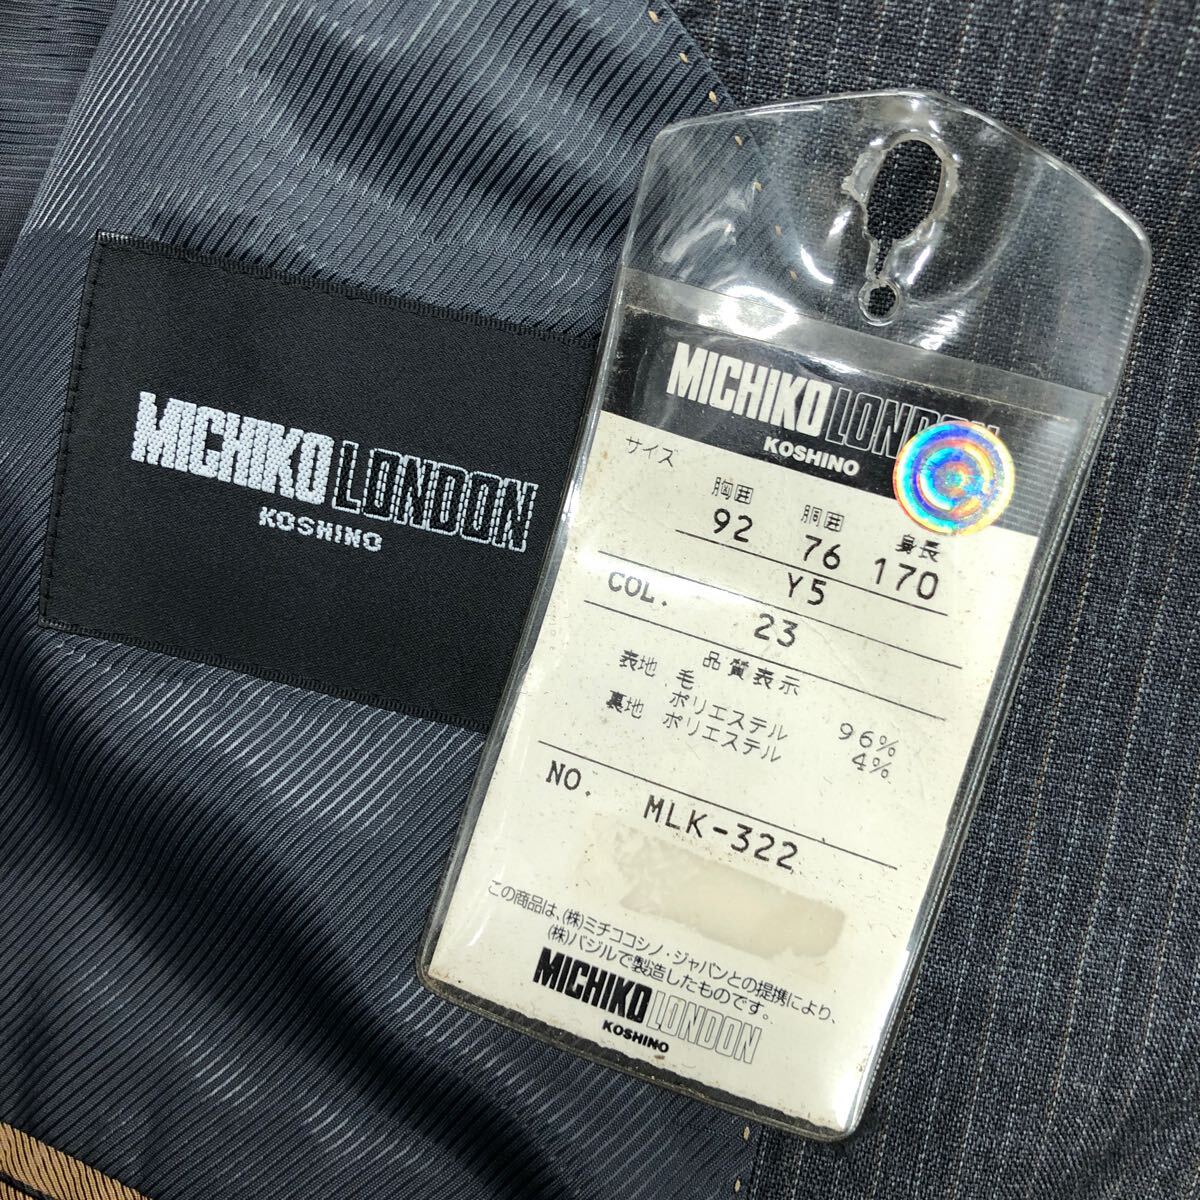 MICHIKO LONDON
KOSHINO
MICHIKO LONDON
KOSHINO
サイズ
胸囲 胴囲 身長
92 76 170
Y5
COL. 23
品質表示
表地 毛 96%
ポリエステル 4%
裏地 ポリエステル
NO. MLK-322
この商品は、(株)ミチココシノ・ジャパンとの提携により、
(株)バジルで製造したものです。
MICHIKO LONDON
KOSHINO